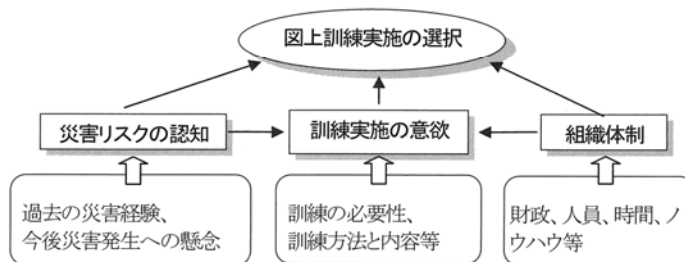 図上訓練実施の選択
災害リスクの認知
訓練実施の意欲
組織体制
過去の災害経験、
今後災害発生への懸念
訓練の必要性、
訓練方法と内容等
財政、人員、時間、ノ
ウハウ等